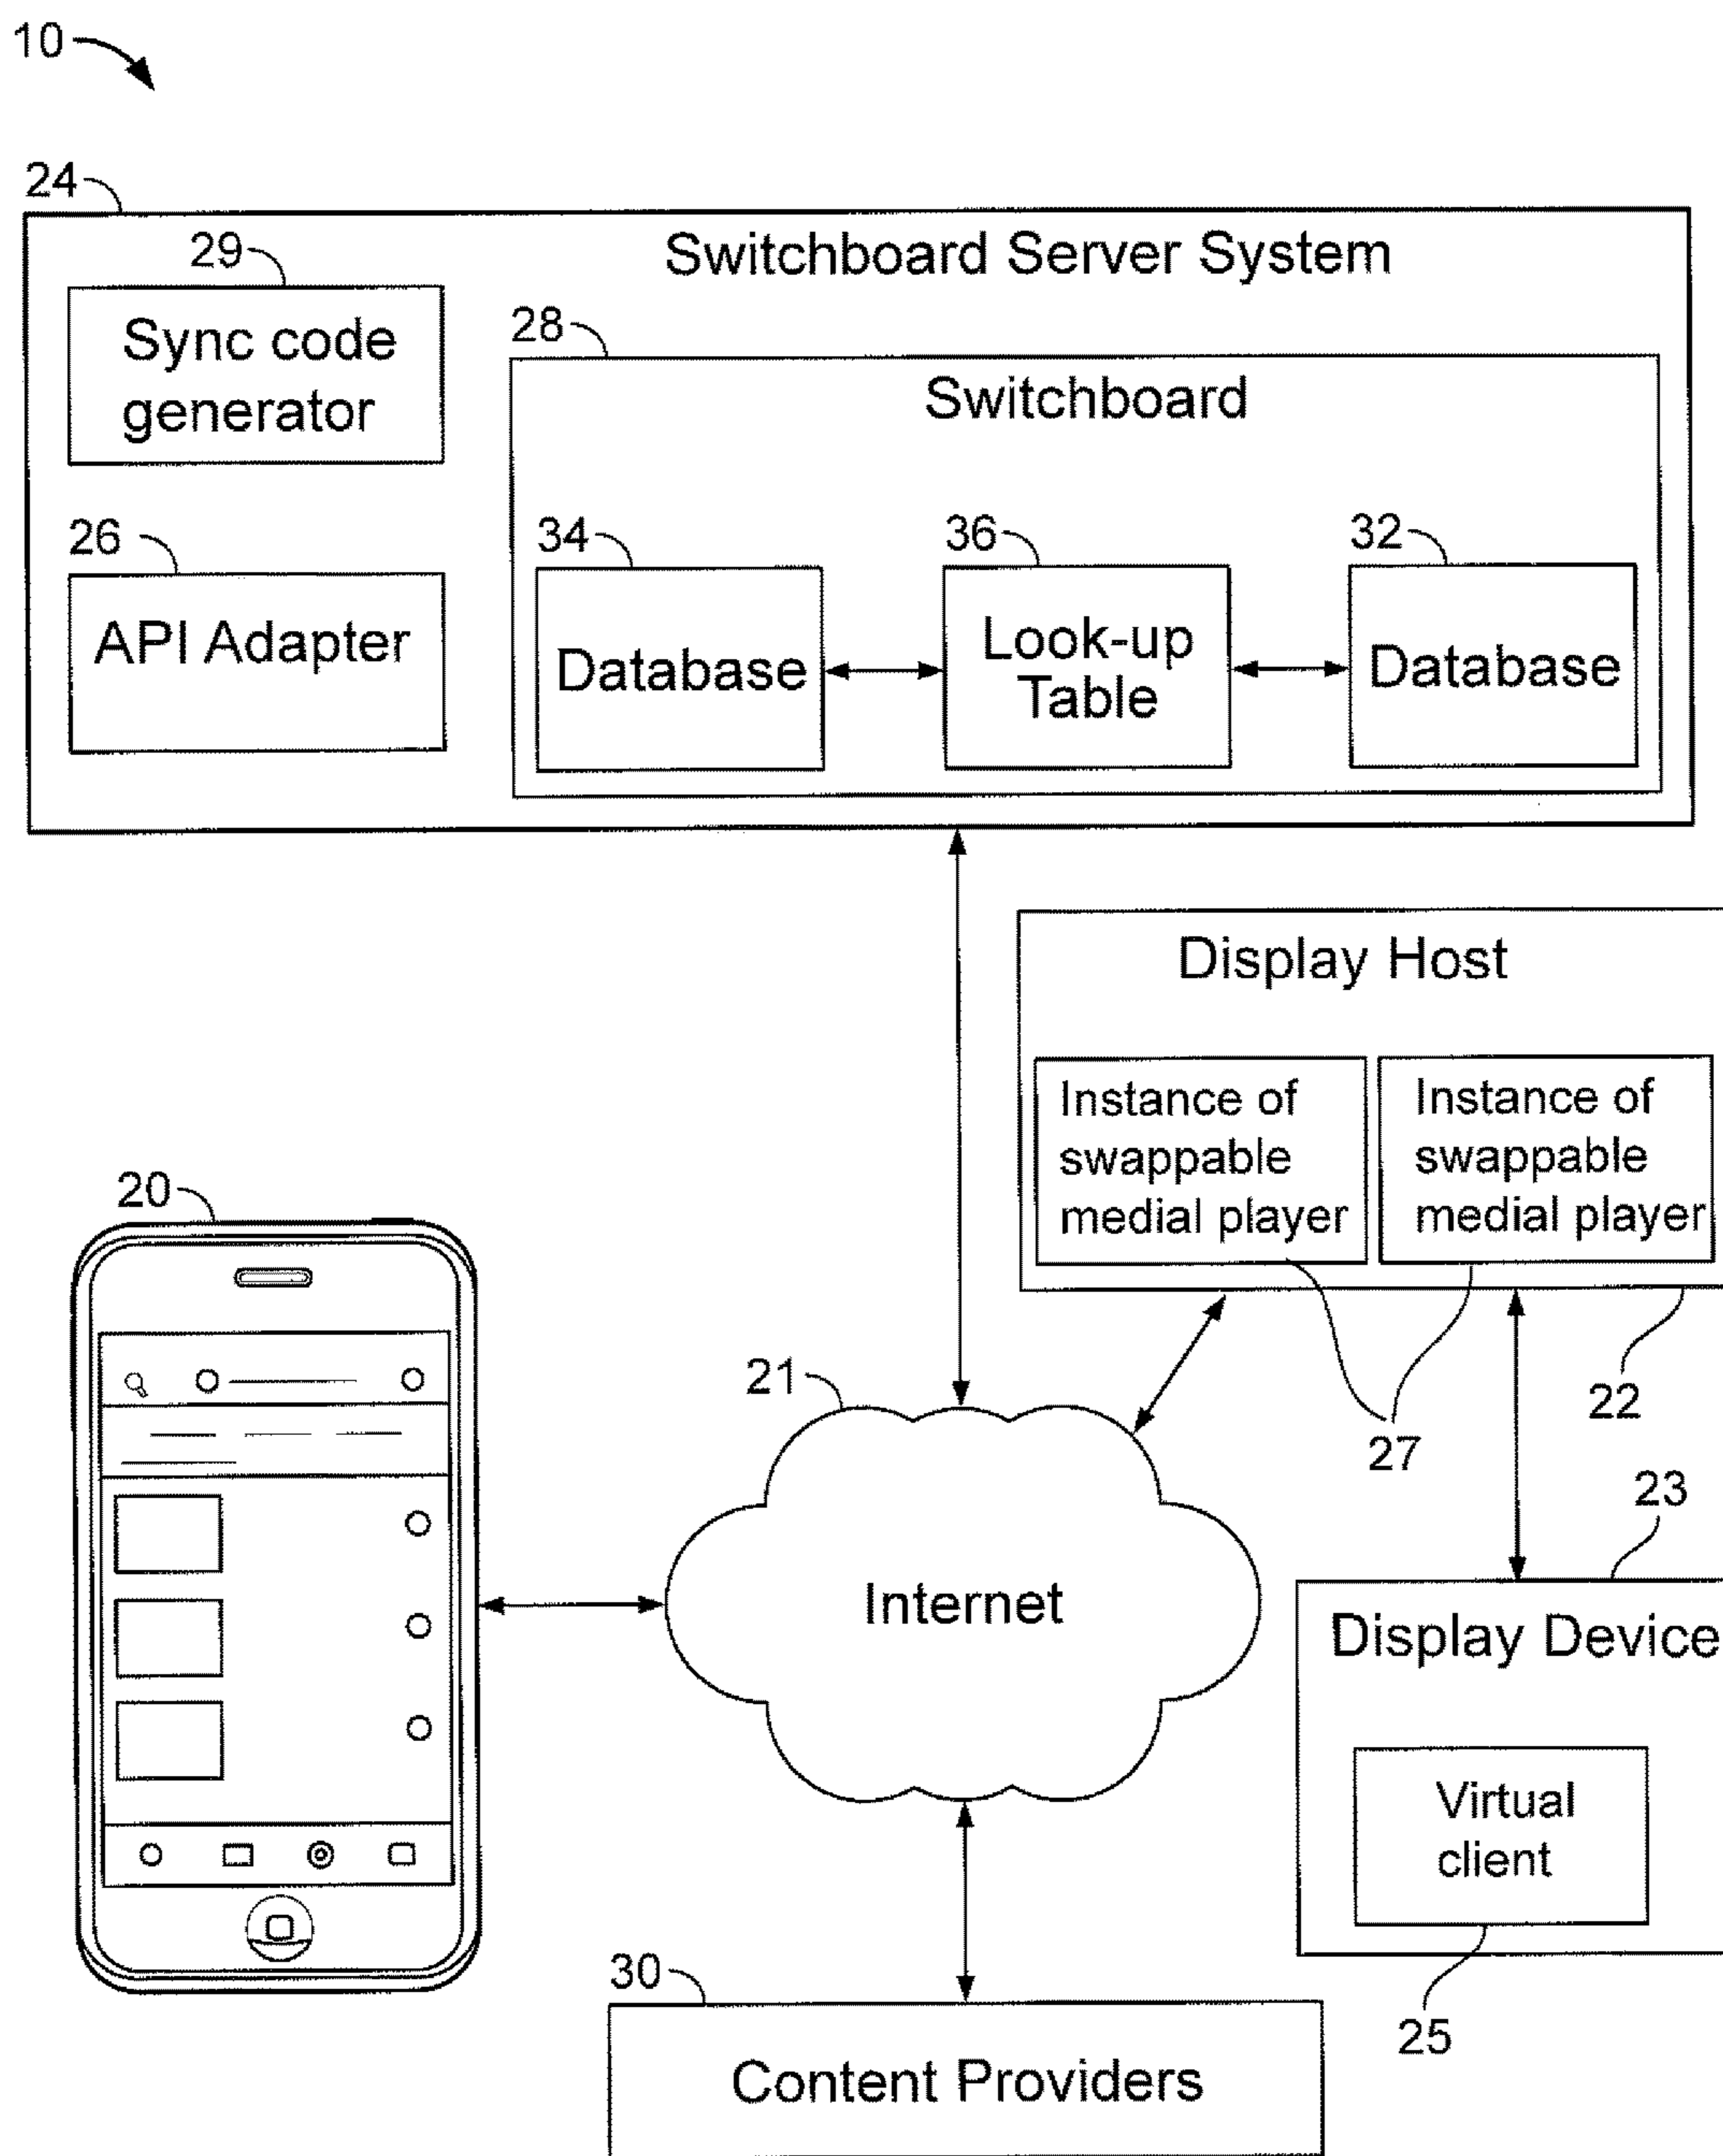 10
24
29
Switchboard Server System
Sync code
generator
28
Switchboard
26
API Adapter
34
Database
36
Look-up
Table
32
Database
Display Host
Instance of
swappable
medial player
Instance of
swappable
medial player
20
21
27
22
Internet
23
Display Device
Virtual
client
25
30
Content Providers